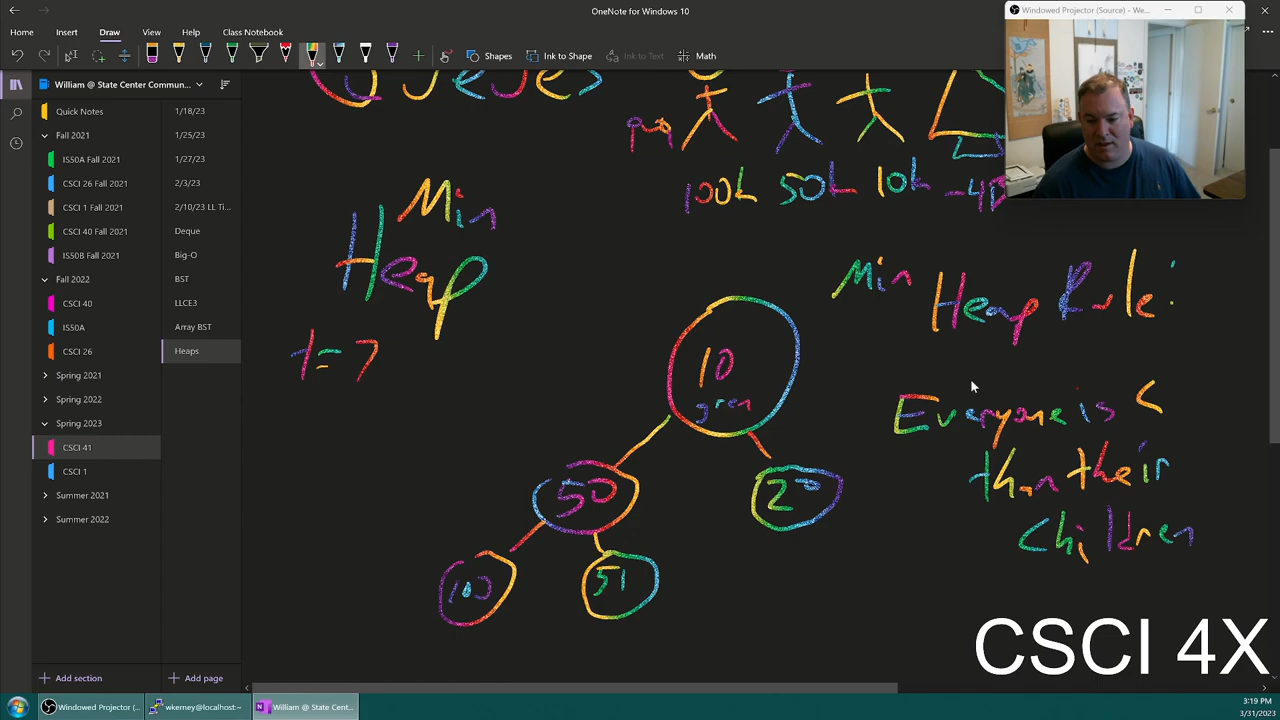 OneNote for Windows 10
Windowed Projector (Source) - We...
Home
Insert
Draw
View
Help
Class Notebook
Shapes
Ink to Shape
Ink to Text
Math
William @ State Center Commun...
Quick Notes
Fall 2021
IS50A Fall 2021
CSCI 26 Fall 2021
CSCI 1 Fall 2021
CSCI 40 Fall 2021
IS50B Fall 2021
Fall 2022
CSCI 40
IS50A
CSCI 26
Spring 2021
Spring 2022
Spring 2023
CSCI 41
CSCI 1
Summer 2021
Summer 2022
Add section
1/18/23
1/25/23
1/27/23
2/3/23
2/10/23 LL Ti...
Deque
Big-O
BST
LLCE3
Array BST
Heaps
Add page
100k 50k 10k
Min
Heap
t=7
10
50
20
51
Min Heap Rule:
Everyone is <
than their
children
CSCI 4X
Windowed Projector (...
wkerney@localhost:~
William @ State Cent...
3:19 PM
3/31/2023